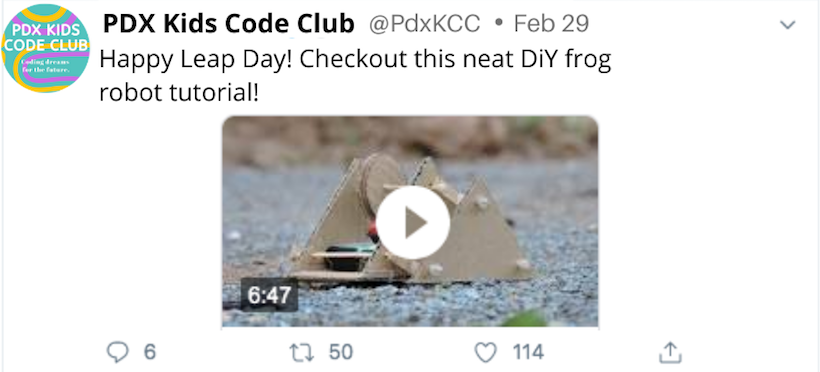 PDX KIDS
CODE CLUB
Coding dreams
for the future.
PDX Kids Code Club @PdxKCC • Feb 29
Happy Leap Day! Checkout this neat DiY frog
robot tutorial!
6:47
6 50 114